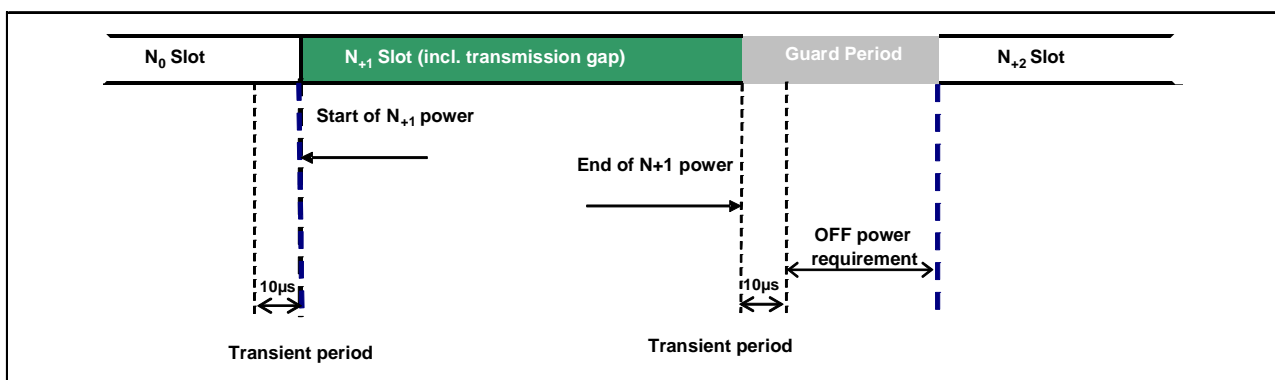 N0 Slot
N+1 Slot (incl. transmission gap)
Guard Period
N+2 Slot
Start of N+1 power
End of N+1 power
OFF power
requirement
10µs
10µs
Transient period
Transient period